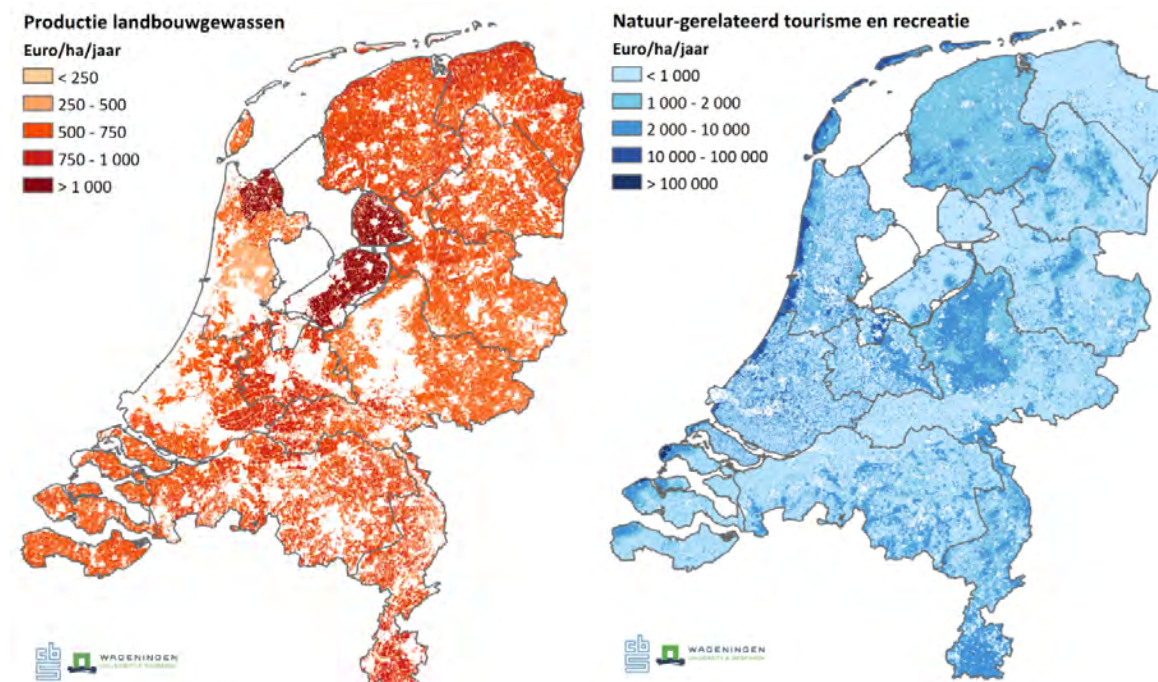 Productie landbouwgewassen
Euro/ha/jaar
< 250
250 - 500
500 - 750
750 - 1 000
> 1 000
WAGENINGEN
Natuur-gerelateerd tourisme en recreatie
Euro/ha/jaar
< 1 000
1 000 - 2 000
2 000 - 10 000
10 000 - 100 000
> 100 000
WAGENINGEN